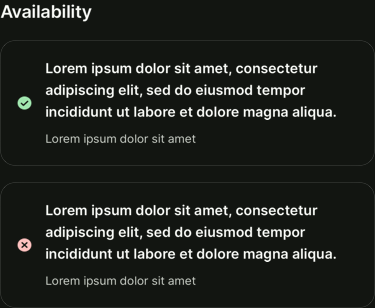 Availability
Lorem ipsum dolor sit amet, consectetur
adipiscing elit, sed do eiusmod tempor
incididunt ut labore et dolore magna aliqua.
Lorem ipsum dolor sit amet
Lorem ipsum dolor sit amet, consectetur
adipiscing elit, sed do eiusmod tempor
incididunt ut labore et dolore magna aliqua.
Lorem ipsum dolor sit amet